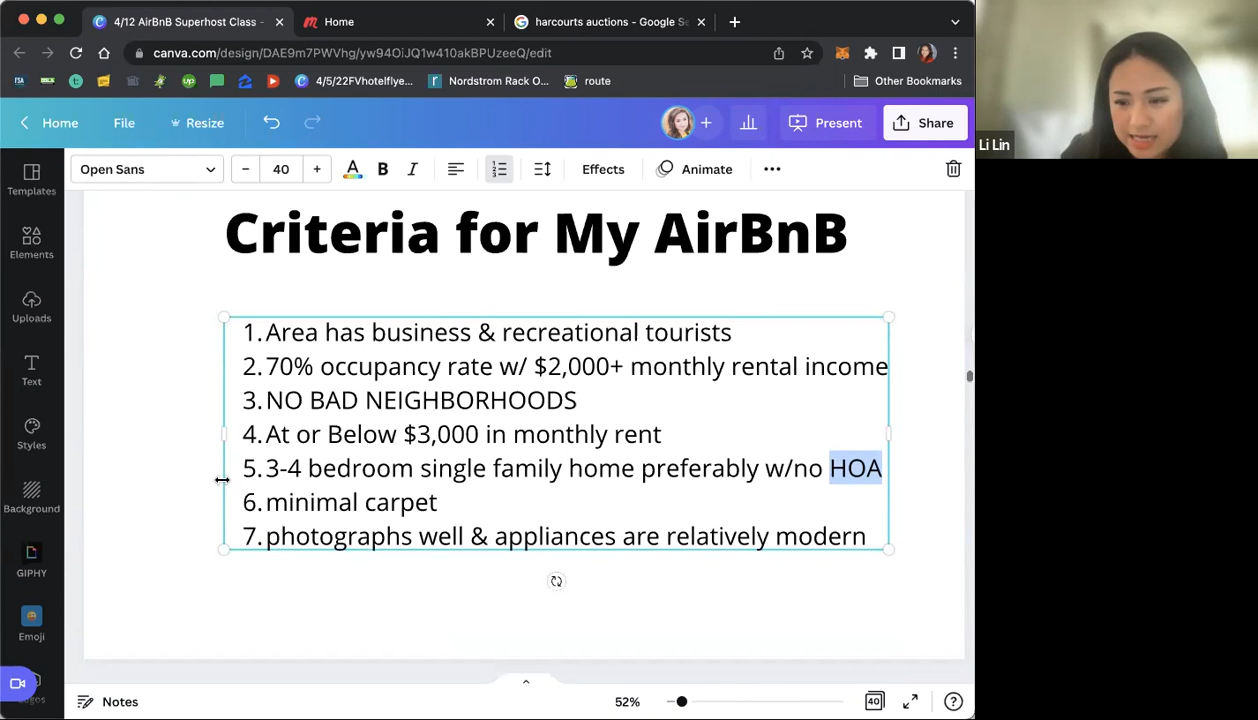 4/12 AirBnB Superhost Class -
Home
harcourts auctions - Google Se
canva.com/design/DAE9m7PWVhg/yw94OiJQ1w410akBPUzeeQ/edit
4/5/22FVhotelflye...
Nordstrom Rack O...
route
Other Bookmarks
Home
File
Resize
Present
Share
Li Lin
Open Sans
40
Effects
Animate
Templates
Elements
Uploads
Text
Styles
Background
GIPHY
Emoji
Criteria for My AirBnB
1. Area has business & recreational tourists
2. 70% occupancy rate w/ $2,000+ monthly rental income
3. NO BAD NEIGHBORHOODS
4. At or Below $3,000 in monthly rent
5. 3-4 bedroom single family home preferably w/no HOA
6. minimal carpet
7. photographs well & appliances are relatively modern
Notes
52%
40